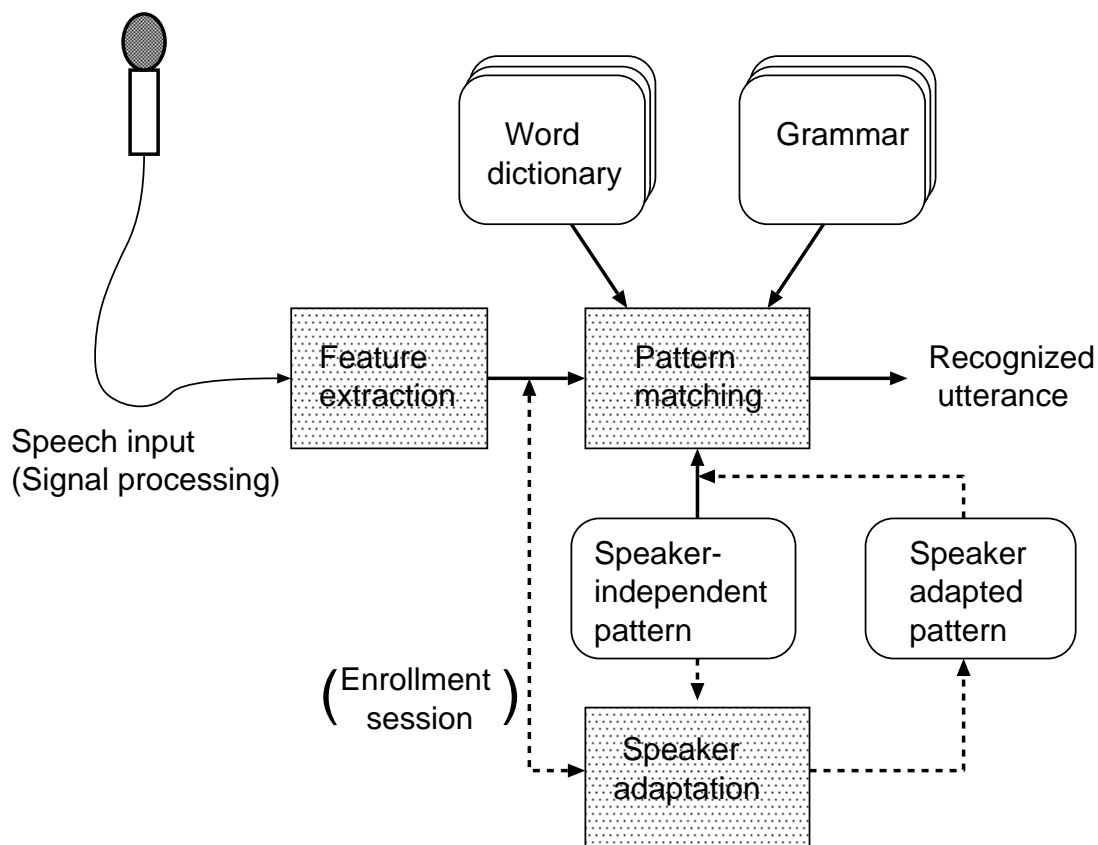 Word
dictionary
Grammar
Feature
extraction
Pattern
matching
Recognized
utterance
Speech input
(Signal processing)
Speaker-
independent
pattern
Speaker
adapted
pattern
(Enrollment
session)
Speaker
adaptation